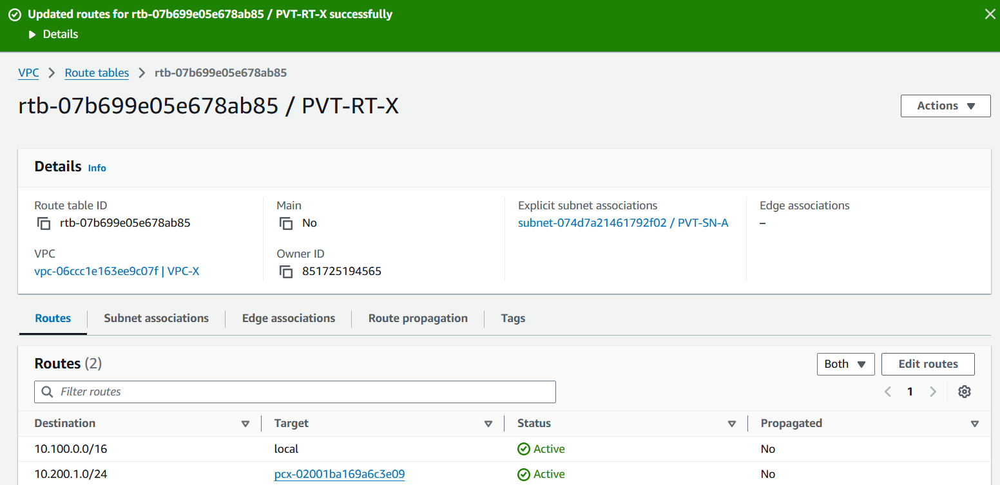 Updated routes for rtb-07b699e05e678ab85 / PVT-RT-X successfully
Details
VPC Route tables rtb-07b699e05e678ab85
rtb-07b699e05e678ab85 / PVT-RT-X
Actions
Details Info
Route table ID Main Explicit subnet associations Edge associations
rtb-07b699e05e678ab85 No subnet-074d7a21461792f02 / PVT-SN-A –
VPC Owner ID
vpc-06ccc1e163ee9c07f | VPC-X 851725194565
Routes Subnet associations Edge associations Route propagation Tags
Routes (2) Both Edit routes
Filter routes 1
Destination Target Status Propagated
10.100.0.0/16 local Active No
10.200.1.0/24 pcx-02001ba169a6c3e09 Active No